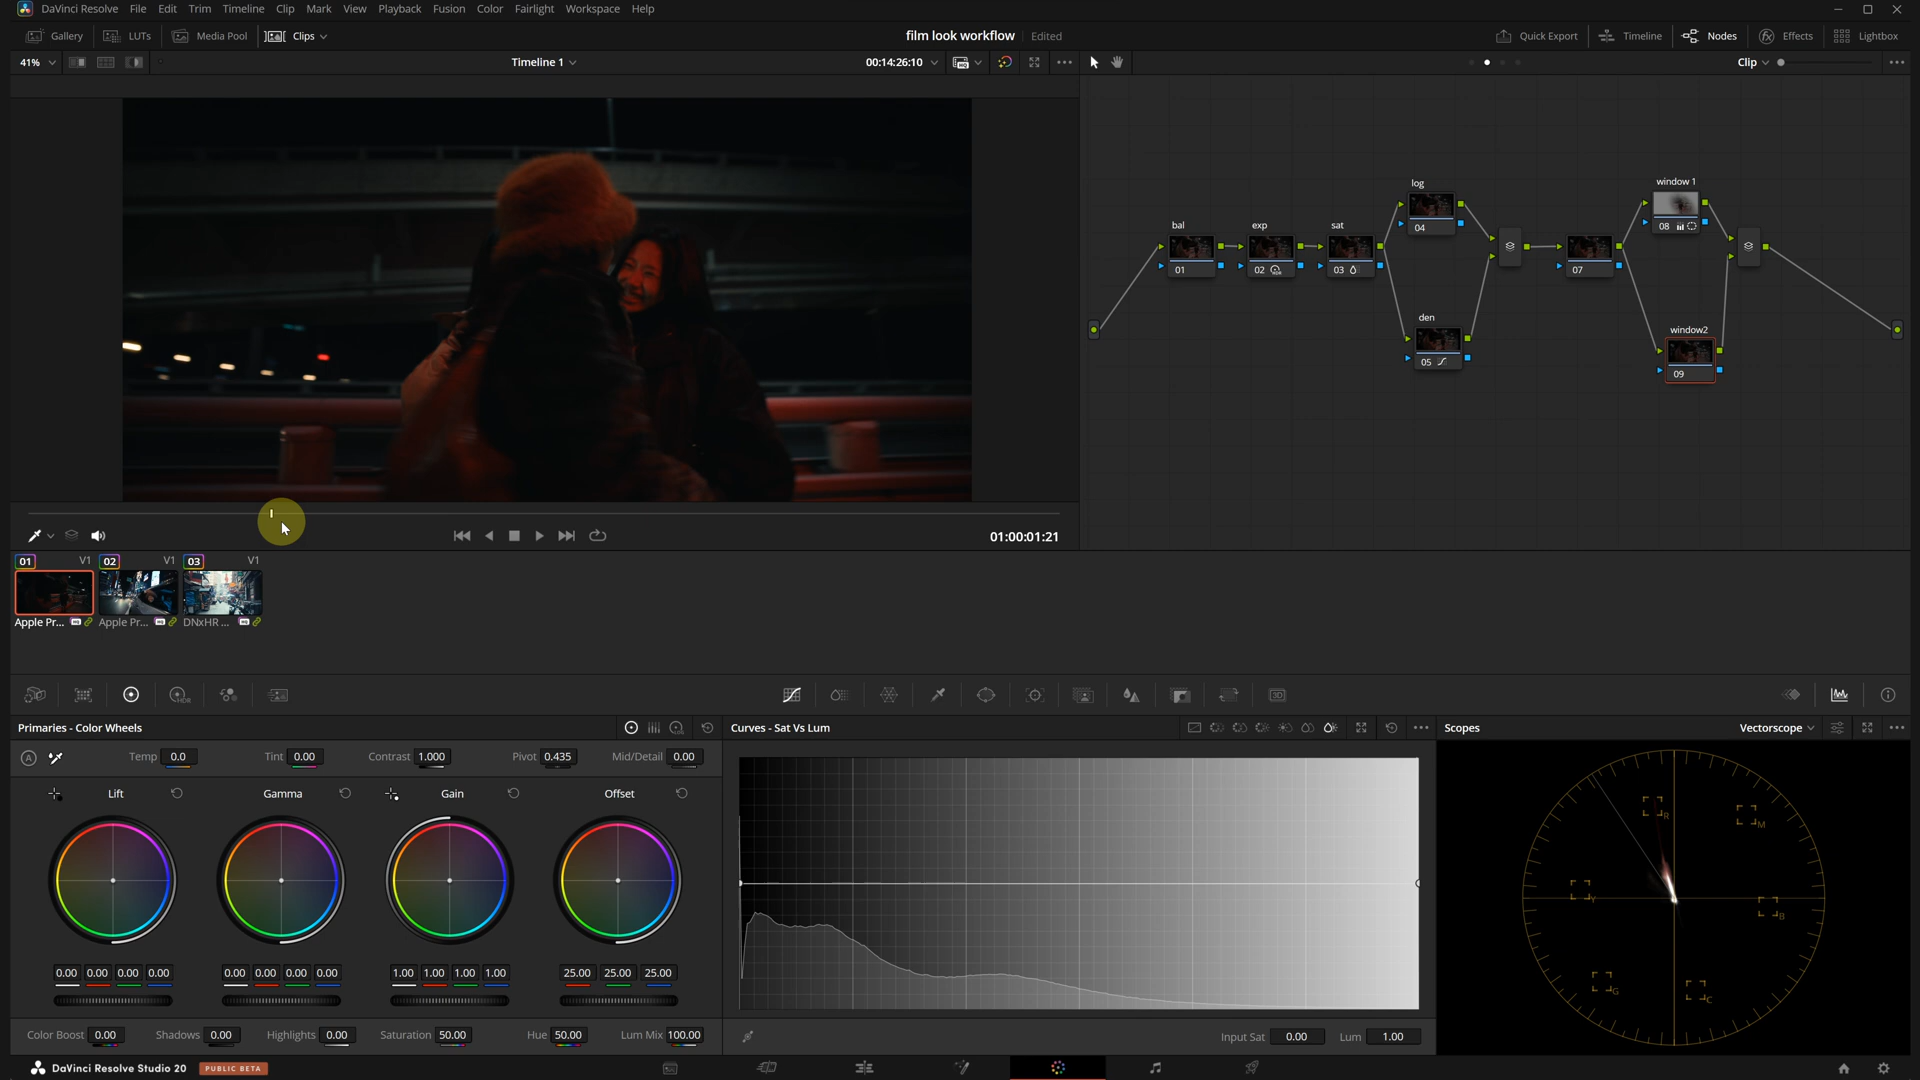 DaVinci Resolve File Edit Trim Timeline Clip Mark View Playback Fusion Color Fairlight Workspace Help
Gallery LUTs Media Pool Clips film look workflow Edited Quick Export Timeline Nodes Effects Lightbox
41% Timeline 1 00:14:26:10 Clip
window 1
log
08
bal exp sat 04
01 02 03 07
den
window2
05
09
01:00:01:21
01 V1 02 V1 03 V1
Apple Pr... Apple Pr... DNxHR ...
Primaries - Color Wheels Curves - Sat Vs Lum Scopes Vectorscope
Temp 0.0 Tint 0.00 Contrast 1.000 Pivot 0.435 Mid/Detail 0.00
Lift Gamma Gain Offset
R M
Y B
G C
0.00 0.00 0.00 0.00 0.00 0.00 0.00 0.00 1.00 1.00 1.00 1.00 25.00 25.00 25.00
Color Boost 0.00 Shadows 0.00 Highlights 0.00 Saturation 50.00 Hue 50.00 Lum Mix 100.00 Input Sat 0.00 Lum 1.00
DaVinci Resolve Studio 20 PUBLIC BETA